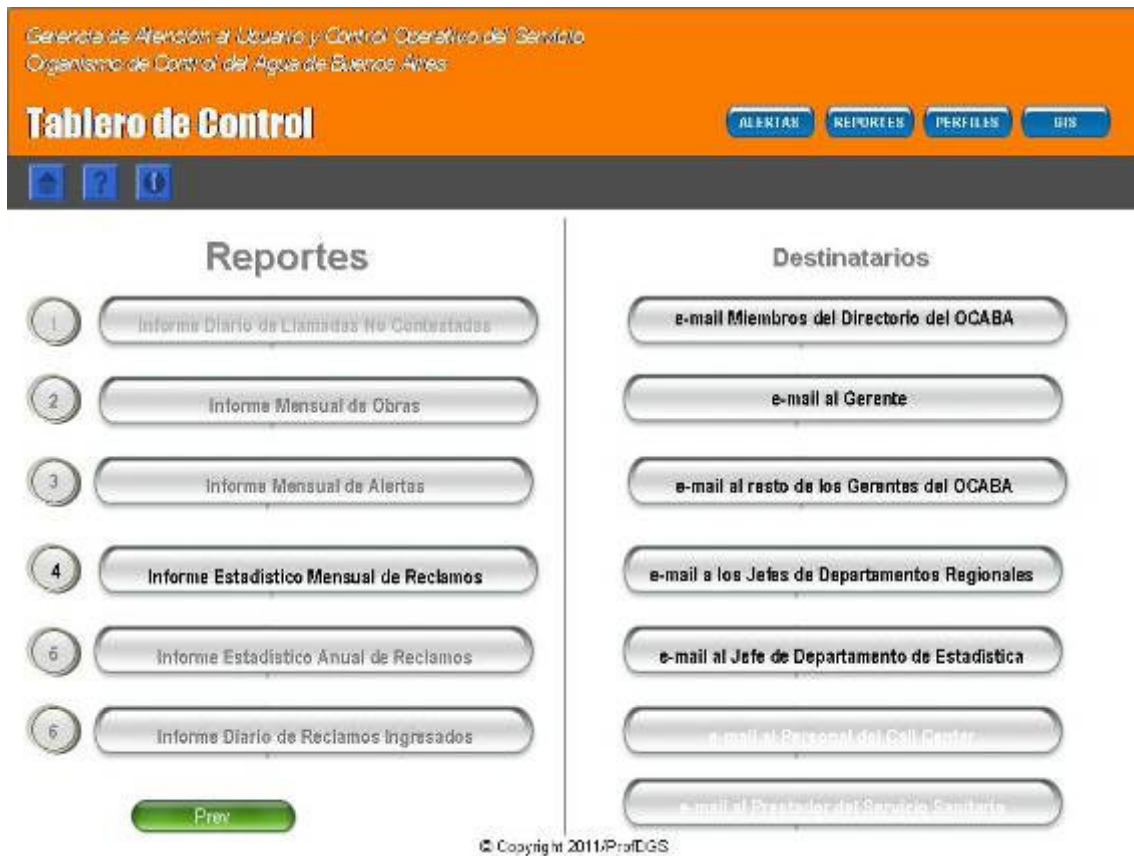 Gerencia de Atención al Usuario y Control Operativo del Servicio
Organismo de Control del Agua de Buenos Aires
Tablero de Control
ALERTAS
REPORTES
PERFILES
GIS
?
Reportes
1
Informe Diario de Llamadas No Contestadas
2
Informe Mensual de Obras
3
Informe Mensual de Alertas
4
Informe Estadístico Mensual de Reclamos
5
Informe Estadístico Anual de Reclamos
6
Informe Diario de Reclamos Ingresados
Prev
Destinatarios
e-mail Miembros del Directorio del OCABA
e-mail al Gerente
e-mail al resto de los Gerentes del OCABA
e-mail a los Jefes de Departamentos Regionales
e-mail al Jefe de Departamento de Estadística
e-mail al Personal del Call Center
e-mail al Prestador del Servicio Sanitario
© Copyright 2011/ProfDGS